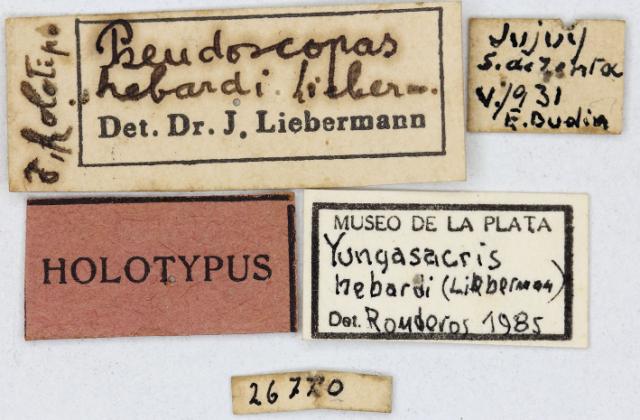 ♂, Holotipo
Pseudoscopas
hebardi Lieberm.
Det. Dr. J. Liebermann
Jujuy
S. de Zenta
V./931
E. Budin
HOLOTYPUS
MUSEO DE LA PLATA
Yungasacris
hebardi (Liebermann)
Det. Ronderos 1985
26770